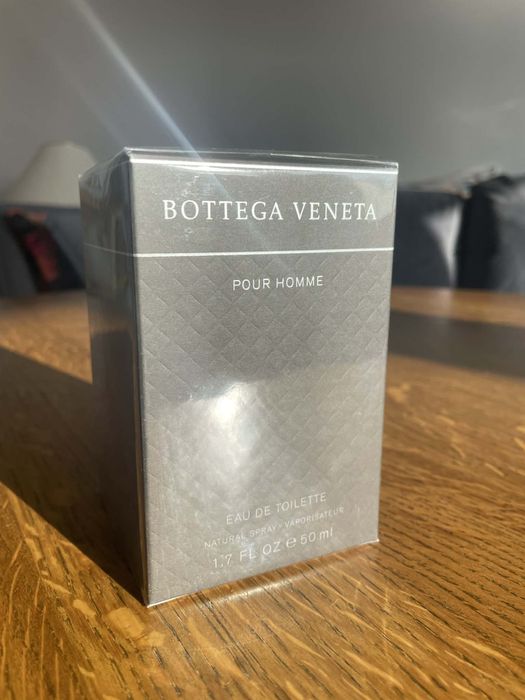 BOTTEGA VENETA
POUR HOMME
EAU DE TOILETTE
NATURAL SPRAY • VAPORISATEUR
1.7 FL OZ ℮ 50 ml